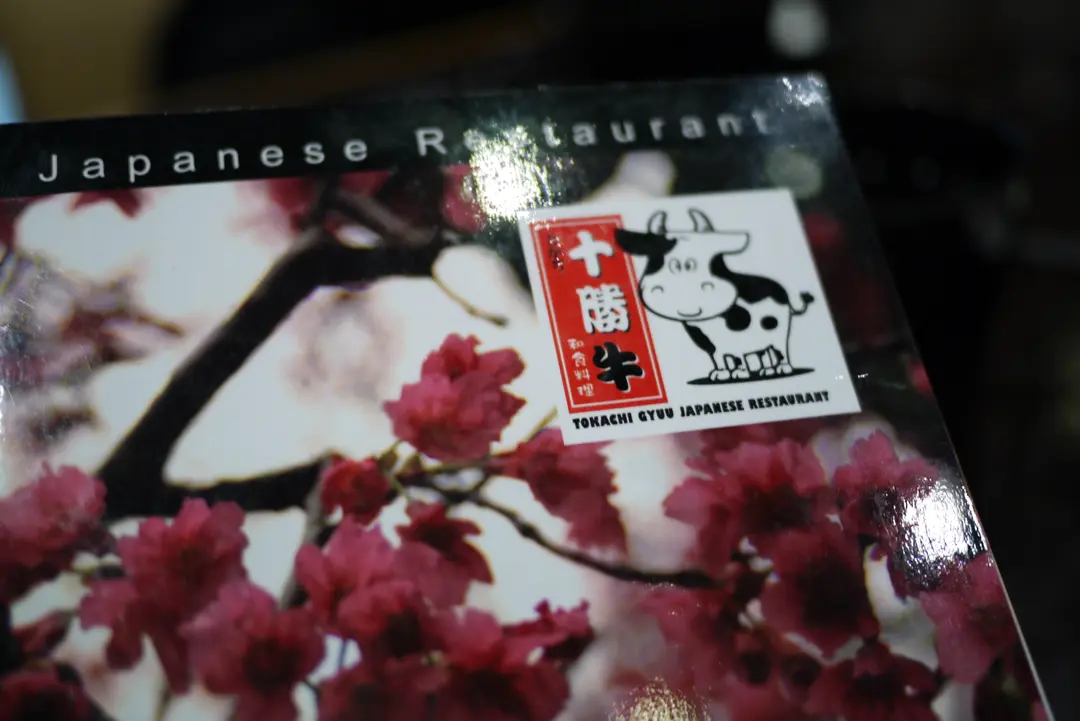 Japanese Restaurant
十勝牛
和食料理
TOKACHI GYUU JAPANESE RESTAURANT